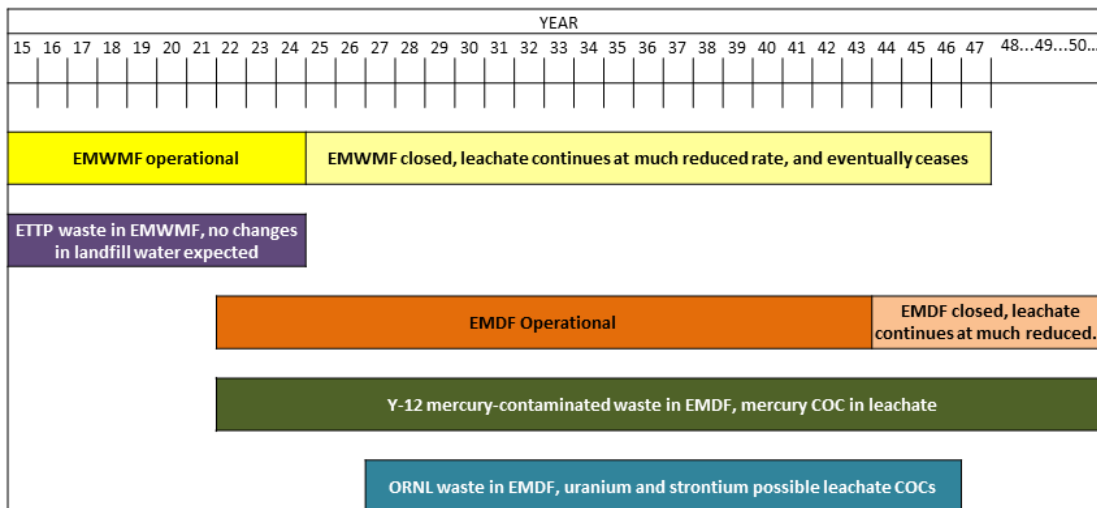 YEAR
15 16 17 18 19 20 21 22 23 24 25 26 27 28 29 30 31 32 33 34 35 36 37 38 39 40 41 42 43 44 45 46 47 48...49...50...
EMWMF operational
EMWMF closed, leachate continues at much reduced rate, and eventually ceases
ETTP waste in EMWMF, no changes
in landfill water expected
EMDF Operational
EMDF closed, leachate
continues at much reduced.
Y-12 mercury-contaminated waste in EMDF, mercury COC in leachate
ORNL waste in EMDF, uranium and strontium possible leachate COCs